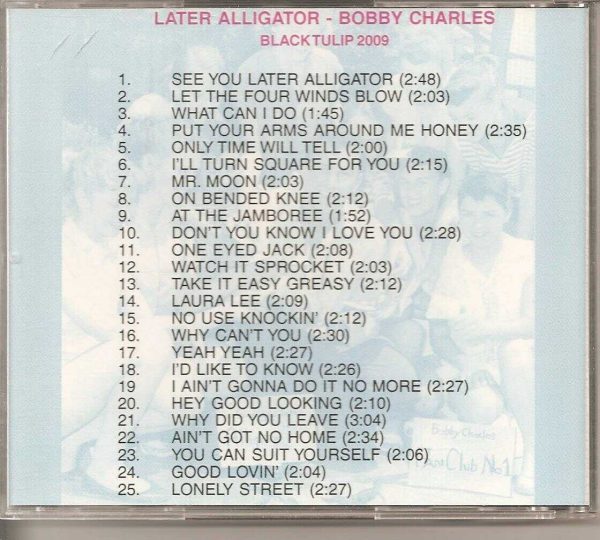 LATER ALLIGATOR - BOBBY CHARLES
BLACK TULIP 2009
1. SEE YOU LATER ALLIGATOR (2:48)
2. LET THE FOUR WINDS BLOW (2:03)
3. WHAT CAN I DO (1:45)
4. PUT YOUR ARMS AROUND ME HONEY (2:35)
5. ONLY TIME WILL TELL (2:00)
6. I'LL TURN SQUARE FOR YOU (2:15)
7. MR. MOON (2:03)
8. ON BENDED KNEE (2:12)
9. AT THE JAMBOREE (1:52)
10. DON'T YOU KNOW I LOVE YOU (2:28)
11. ONE EYED JACK (2:08)
12. WATCH IT SPROCKET (2:03)
13. TAKE IT EASY GREASY (2:12)
14. LAURA LEE (2:09)
15. NO USE KNOCKIN' (2:12)
16. WHY CAN'T YOU (2:30)
17. YEAH YEAH (2:27)
18. I'D LIKE TO KNOW (2:26)
19 I AIN'T GONNA DO IT NO MORE (2:27)
20. HEY GOOD LOOKING (2:10)
21. WHY DID YOU LEAVE (3:04)
22. AIN'T GOT NO HOME (2:34)
23. YOU CAN SUIT YOURSELF (2:06)
24. GOOD LOVIN' (2:04)
25. LONELY STREET (2:27)
Bobby Charles
Fan Club No 1